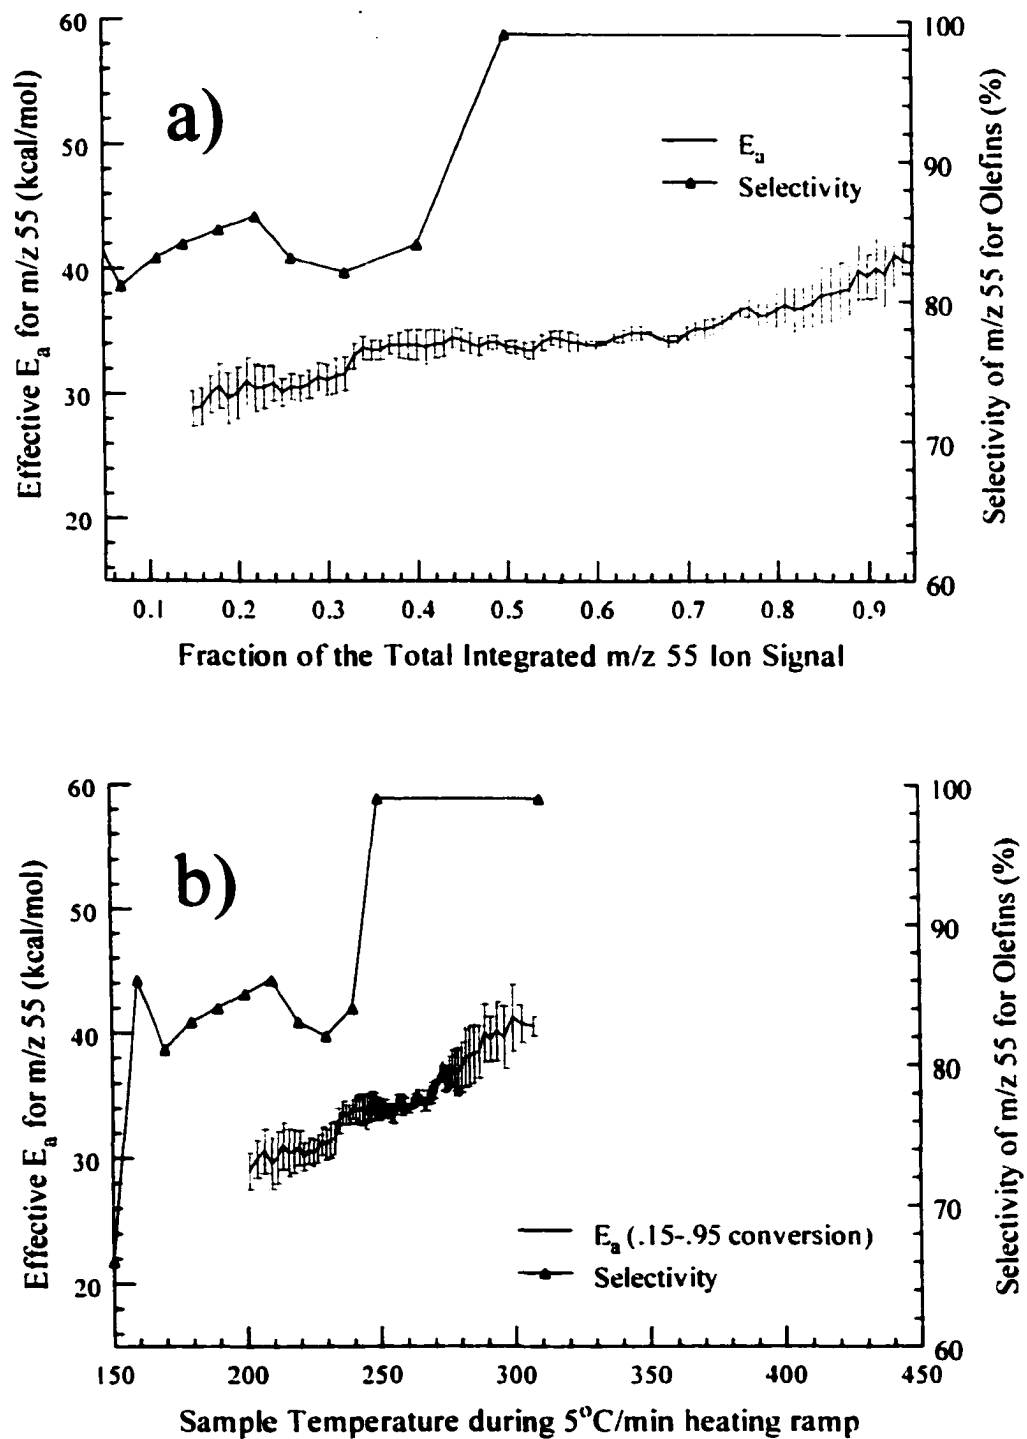 a)
Effective Ea for m/z 55 (kcal/mol)
60
50
40
30
20
Selectivity of m/z 55 for Olefins (%)
100
90
80
70
60
Ea
Selectivity
0.1 0.2 0.3 0.4 0.5 0.6 0.7 0.8 0.9
Fraction of the Total Integrated m/z 55 Ion Signal
b)
Effective Ea for m/z 55 (kcal/mol)
60
50
40
30
20
Selectivity of m/z 55 for Olefins (%)
100
90
80
70
60
Ea (.15-.95 conversion)
Selectivity
150 200 250 300 350 400 450
Sample Temperature during 5°C/min heating ramp